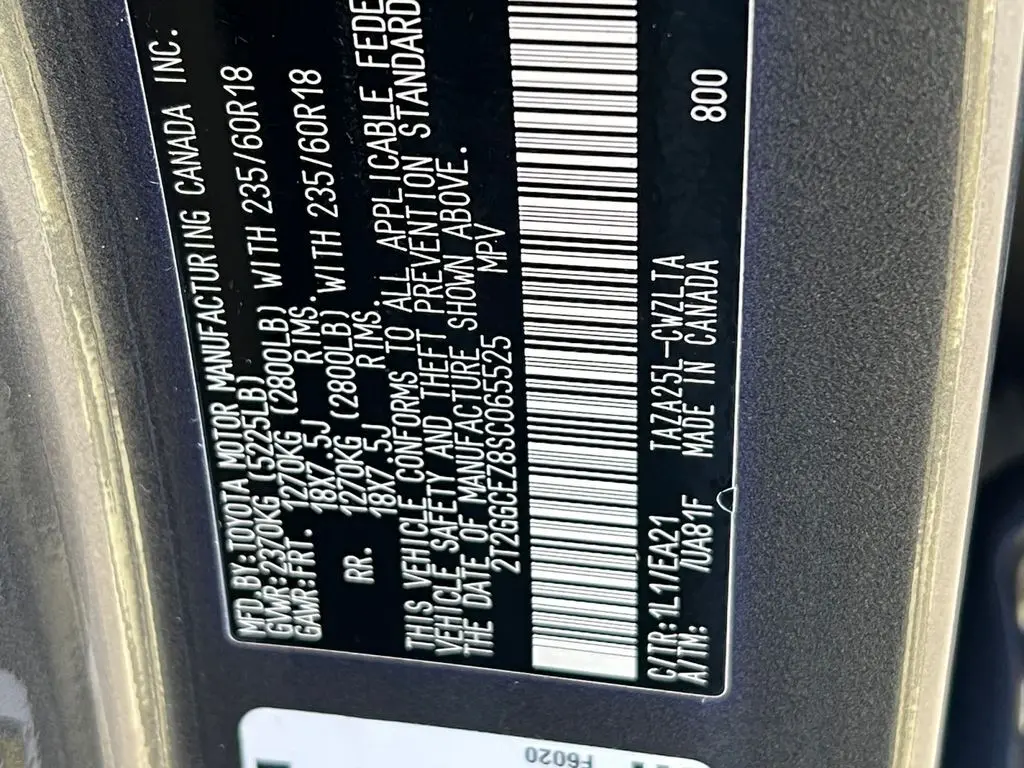 MFD.BY:TOYOTA MOTOR MANUFACTURING CANADA INC.
GVWR:2370KG (5225LB)
GAWR:FRT. 1270KG (2800LB) WITH 235/60R18
18X7.5J RIMS.
RR. 1270KG (2800LB) WITH 235/60R18
18X7.5J RIMS.
THIS VEHICLE CONFORMS TO ALL APPLICABLE FEDE
VEHICLE SAFETY AND THEFT PREVENTION STANDARD
THE DATE OF MANUFACTURE SHOWN ABOVE.
2T2GGCEZ8SC065525 MPV
C/TR:1L1/EA21 TAZA25L-CWZLTA
A/TM: /UA81F MADE IN CANADA 800
F6020